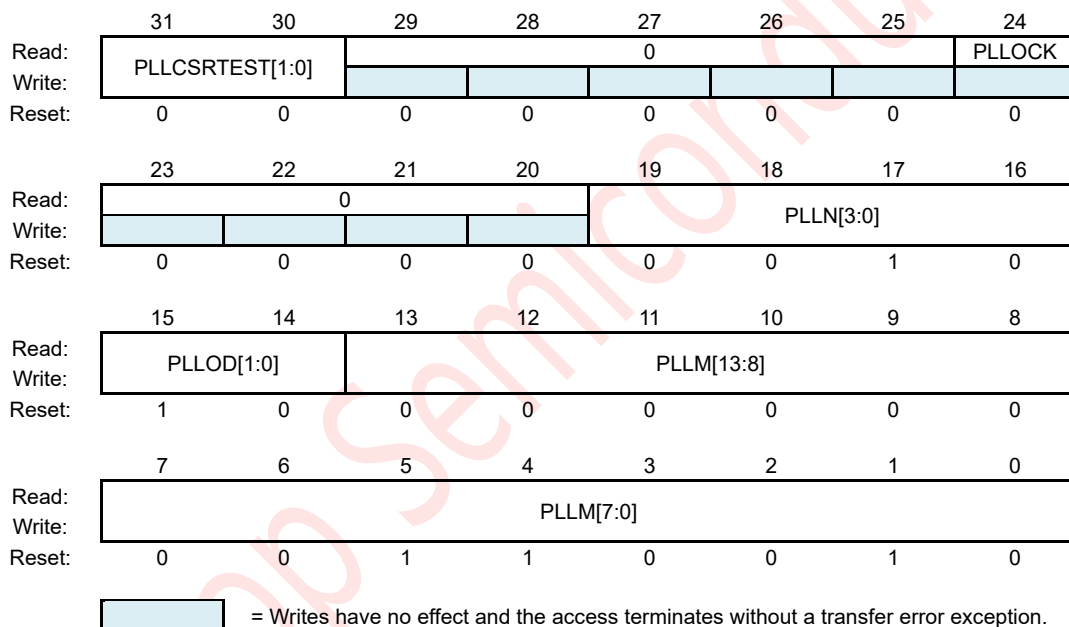 31 30 29 28 27 26 25 24
Read: PLLCSRTEST[1:0] 0 PLLOCK
Write:
Reset: 0 0 0 0 0 0 0 0
23 22 21 20 19 18 17 16
Read: 0 PLLN[3:0]
Write:
Reset: 0 0 0 0 0 0 1 0
15 14 13 12 11 10 9 8
Read: PLLOD[1:0] PLLM[13:8]
Write:
Reset: 1 0 0 0 0 0 0 0
7 6 5 4 3 2 1 0
Read: PLLM[7:0]
Write:
Reset: 0 0 1 1 0 0 1 0
= Writes have no effect and the access terminates without a transfer error exception.